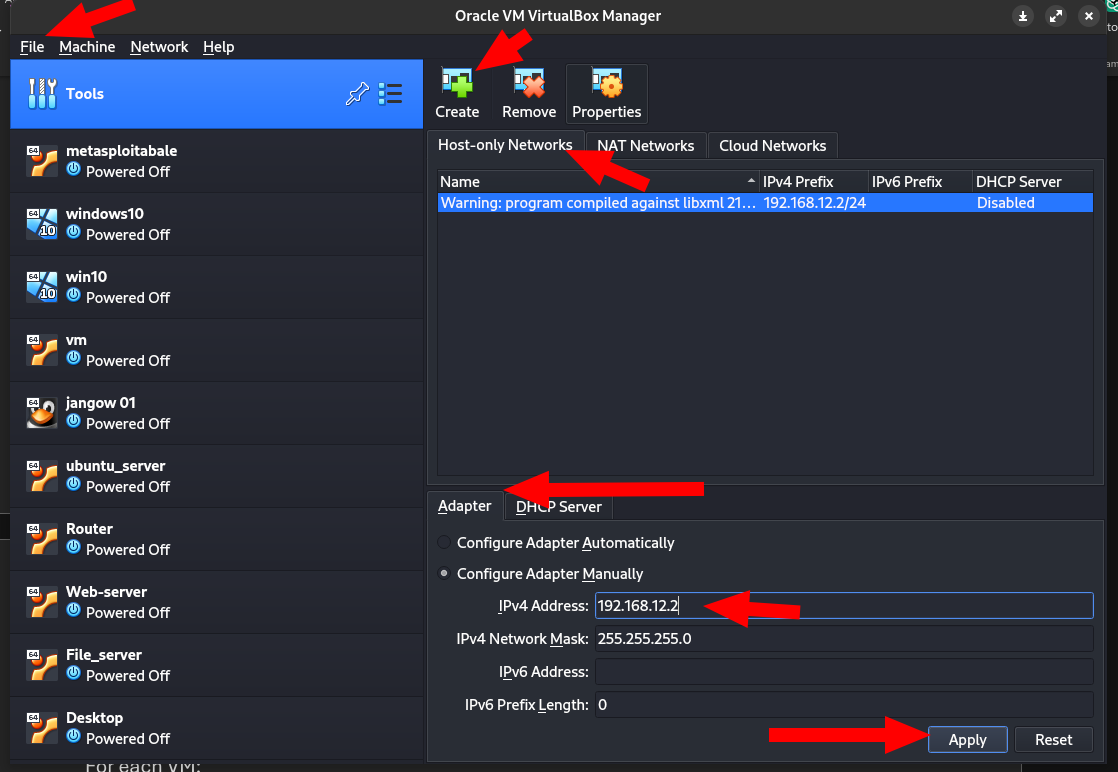 Oracle VM VirtualBox Manager
File Machine Network Help
Tools
metasploitabale
Powered Off
windows10
Powered Off
win10
Powered Off
vm
Powered Off
jangow 01
Powered Off
ubuntu_server
Powered Off
Router
Powered Off
Web-server
Powered Off
File_server
Powered Off
Desktop
Powered Off
Create Remove Properties
Host-only Networks NAT Networks Cloud Networks
Name IPv4 Prefix IPv6 Prefix DHCP Server
Warning: program compiled against libxml 21... 192.168.12.2/24 Disabled
Adapter DHCP Server
Configure Adapter Automatically
Configure Adapter Manually
IPv4 Address: 192.168.12.2
IPv4 Network Mask: 255.255.255.0
IPv6 Address:
IPv6 Prefix Length: 0
Apply Reset
For each VM: